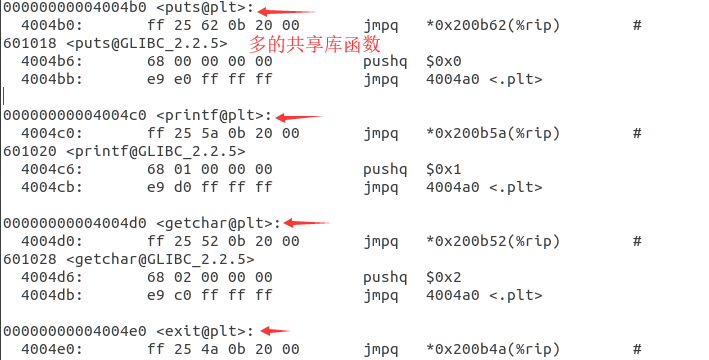 00000000004004b0 <puts@plt>:
4004b0: ff 25 62 0b 20 00 jmpq *0x200b62(%rip) #
601018 <puts@GLIBC_2.2.5> 多的共享库函数
4004b6: 68 00 00 00 00 pushq $0x0
4004bb: e9 e0 ff ff ff jmpq 4004a0 <.plt>
00000000004004c0 <printf@plt>:
4004c0: ff 25 5a 0b 20 00 jmpq *0x200b5a(%rip) #
601020 <printf@GLIBC_2.2.5>
4004c6: 68 01 00 00 00 pushq $0x1
4004cb: e9 d0 ff ff ff jmpq 4004a0 <.plt>
00000000004004d0 <getchar@plt>:
4004d0: ff 25 52 0b 20 00 jmpq *0x200b52(%rip) #
601028 <getchar@GLIBC_2.2.5>
4004d6: 68 02 00 00 00 pushq $0x2
4004db: e9 c0 ff ff ff jmpq 4004a0 <.plt>
00000000004004e0 <exit@plt>:
4004e0: ff 25 4a 0b 20 00 jmpq *0x200b4a(%rip) #